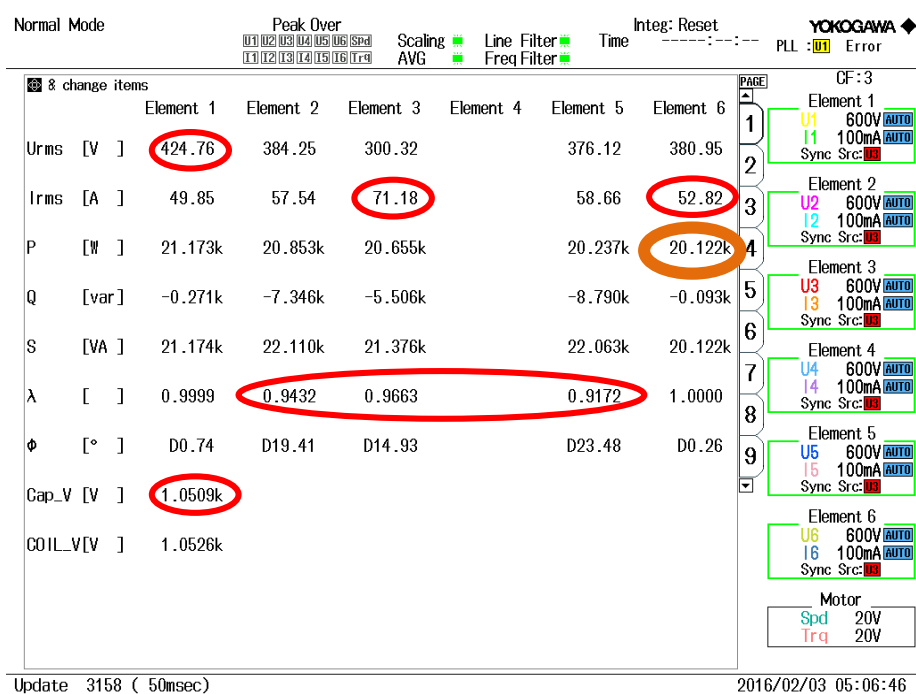 Normal Mode Peak Over Integ: Reset YOKOGAWA
U1 U2 U3 U4 U5 U6 Spd Scaling Line Filter Time -----:--:-- PLL :U1 Error
I1 I2 I3 I4 I5 I6 Trq AVG Freq Filter
& change items PAGE CF:3
Element 1 Element 2 Element 3 Element 4 Element 5 Element 6
Urms [V ] 424.76 384.25 300.32 376.12 380.95
Irms [A ] 49.85 57.54 71.18 58.66 52.82
P [W ] 21.173k 20.853k 20.655k 20.237k 20.122k
Q [var] -0.271k -7.346k -5.506k -8.790k -0.093k
S [VA ] 21.174k 22.110k 21.376k 22.063k 20.122k
λ [ ] 0.9999 0.9432 0.9663 0.9172 1.0000
Φ [° ] D0.74 D19.41 D14.93 D23.48 D0.26
Cap_V [V ] 1.0509k
COIL_V[V ] 1.0526k
1
2
3
4
5
6
7
8
9
Element 1
U1 600V AUTO
I1 100mA AUTO
Sync Src:U3
Element 2
U2 600V AUTO
I2 100mA AUTO
Sync Src:U3
Element 3
U3 600V AUTO
I3 100mA AUTO
Sync Src:U3
Element 4
U4 600V AUTO
I4 100mA AUTO
Sync Src:U3
Element 5
U5 600V AUTO
I5 100mA AUTO
Sync Src:U3
Element 6
U6 600V AUTO
I6 100mA AUTO
Sync Src:U3
Motor
Spd 20V
Trq 20V
Update 3158 ( 50msec) 2016/02/03 05:06:46